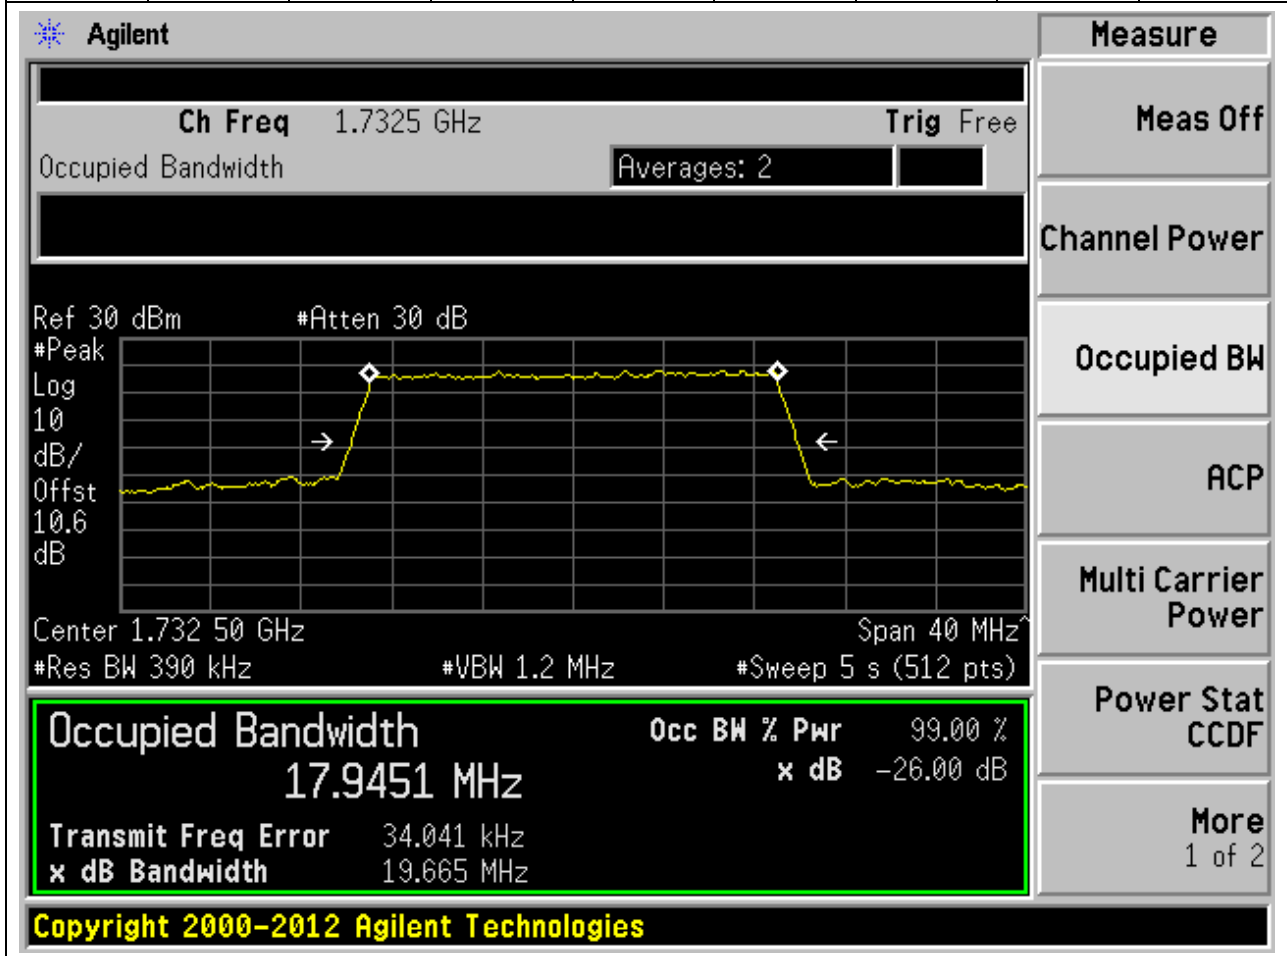 Agilent
Measure
Ch Freq 1.7325 GHz Trig Free
Meas Off
Occupied Bandwidth Averages: 2
Channel Power
Ref 30 dBm #Atten 30 dB
#Peak
Log
10
dB/
Offst
10.6
dB
Occupied BW
ACP
Center 1.732 50 GHz Span 40 MHz^
#Res BW 390 kHz #VBW 1.2 MHz #Sweep 5 s (512 pts)
Multi Carrier
Power
Occupied Bandwidth Occ BW % Pwr 99.00 %
17.9451 MHz x dB -26.00 dB
Transmit Freq Error 34.041 kHz
x dB Bandwidth 19.665 MHz
Power Stat
CCDF
More
1 of 2
Copyright 2000-2012 Agilent Technologies